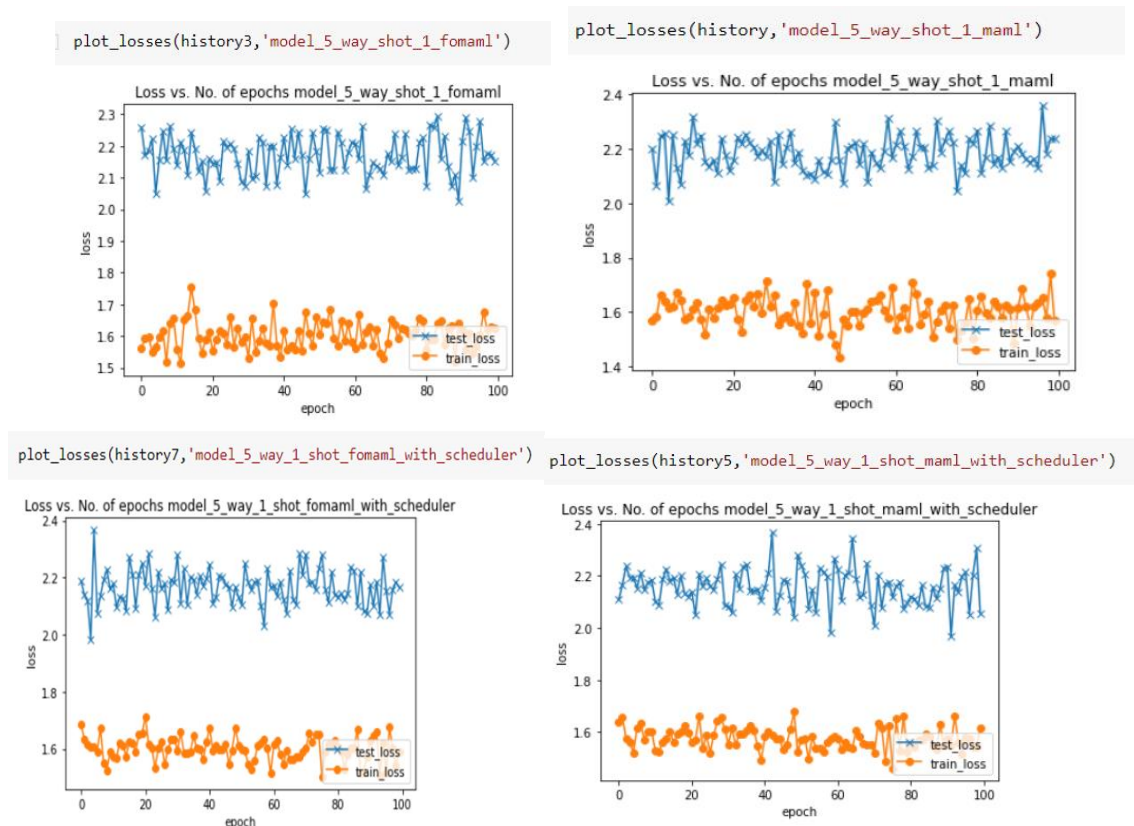 plot_losses(history3,'model_5_way_shot_1_fomaml')
Loss vs. No. of epochs model_5_way_shot_1_fomaml
2.3
2.2
2.1
2.0
1.9
1.8
1.7
1.6
1.5
loss
test_loss
train_loss
0 20 40 60 80 100
epoch
plot_losses(history,'model_5_way_shot_1_maml')
Loss vs. No. of epochs model_5_way_shot_1_maml
2.4
2.2
2.0
1.8
1.6
1.4
loss
test_loss
train_loss
0 20 40 60 80 100
epoch
plot_losses(history7,'model_5_way_1_shot_fomaml_with_scheduler')
Loss vs. No. of epochs model_5_way_1_shot_fomaml_with_scheduler
2.4
2.2
2.0
1.8
1.6
loss
test_loss
train_loss
0 20 40 60 80 100
epoch
plot_losses(history5,'model_5_way_1_shot_maml_with_scheduler')
Loss vs. No. of epochs model_5_way_1_shot_maml_with_scheduler
2.4
2.2
2.0
1.8
1.6
loss
test_loss
train_loss
0 20 40 60 80 100
epoch